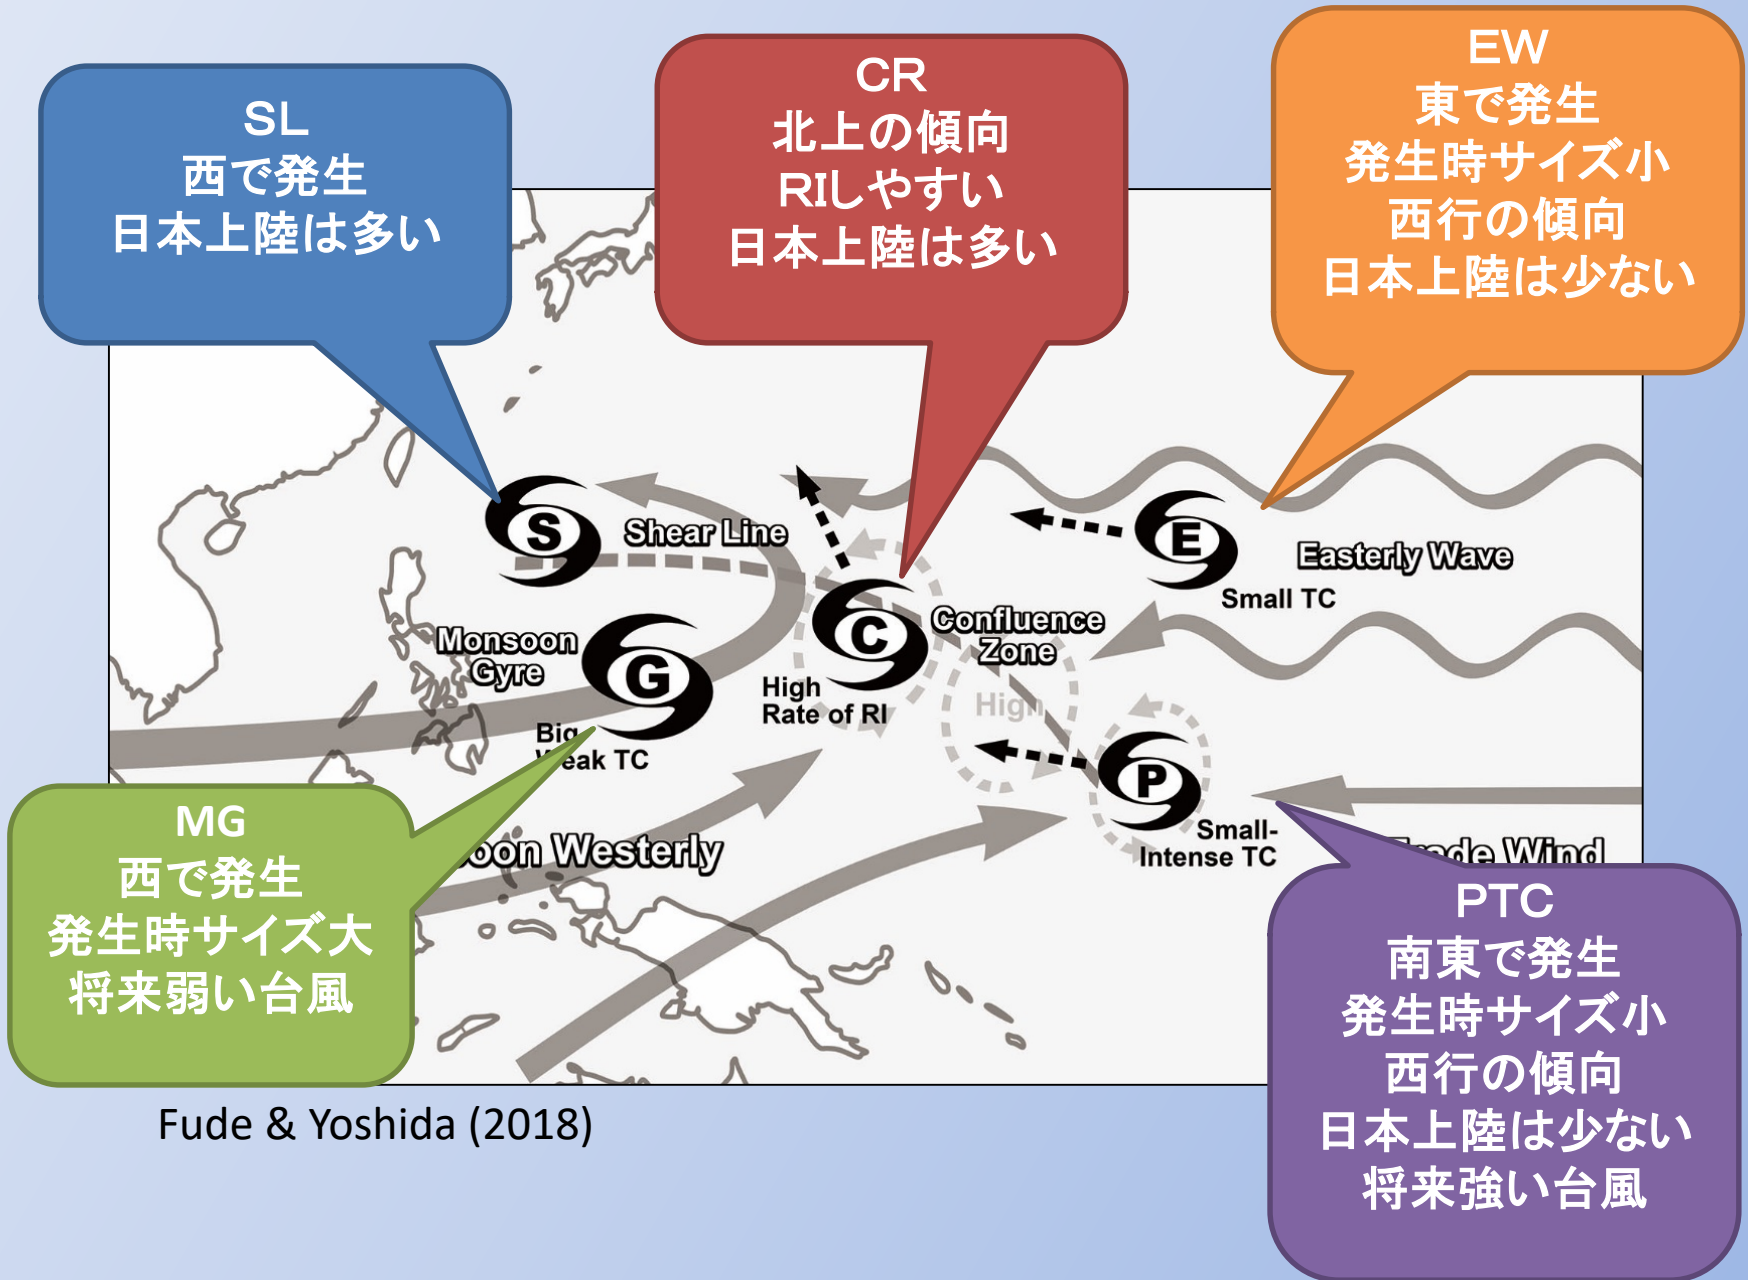 SL
西で発生
日本上陸は多い
CR
北上の傾向
RIしやすい
日本上陸は多い
EW
東で発生
発生時サイズ小
西行の傾向
日本上陸は少ない
S
Shear Line
E
Easterly Wave
Small TC
C
Confluence
Zone
High
Rate of RI
Monsoon
Gyre
G
Big
TC
High
P
Small-
Intense TC
Westerly
Wind
MG
西で発生
発生時サイズ大
将来弱い台風
PTC
南東で発生
発生時サイズ小
西行の傾向
日本上陸は少ない
将来強い台風
Fude & Yoshida (2018)